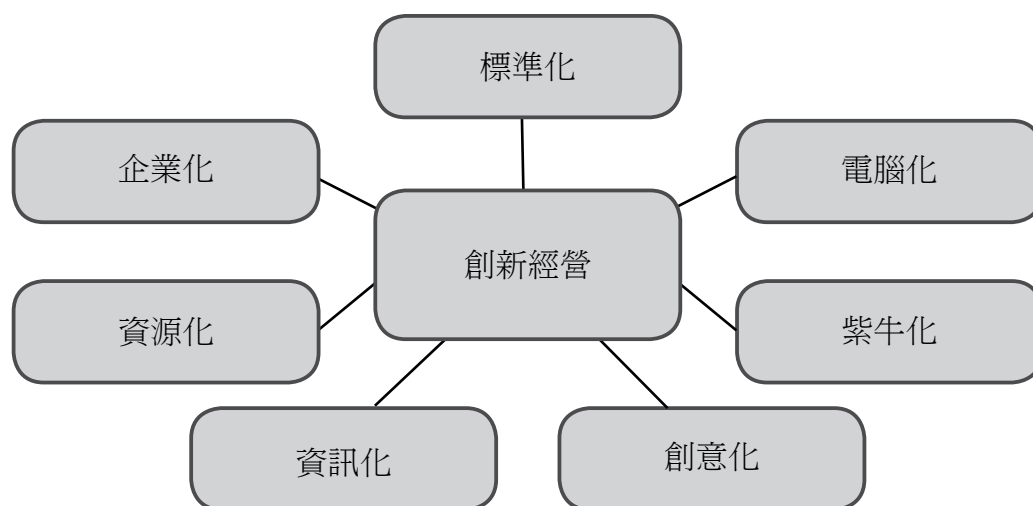 標準化
企業化
電腦化
創新經營
資源化
紫牛化
資訊化
創意化